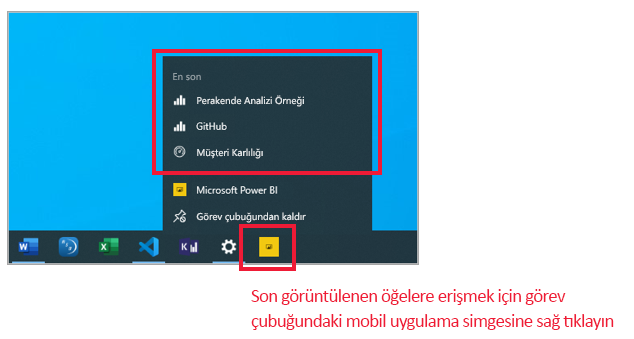 En son
Perakende Analizi Örneği
GitHub
Müşteri Karlılığı
Microsoft Power BI
Görev çubuğundan kaldır
W
X
K
Son görüntülenen öğelere erişmek için görev
çubuğundaki mobil uygulama simgesine sağ tıklayın